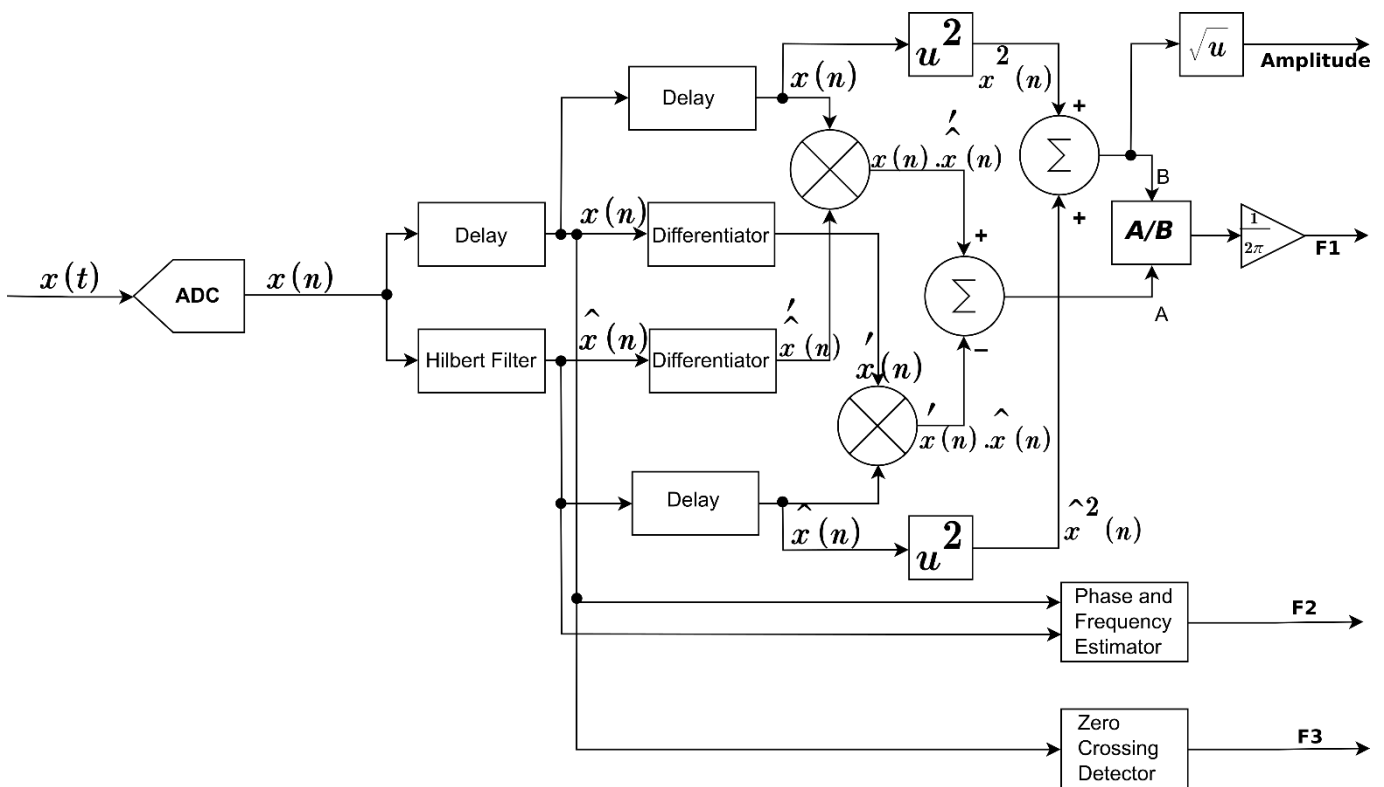 u²
√u
x² (n)
Amplitude
x(n)
Delay
+
x(n).x̂′(n)
Σ
B
+
x(n)
Delay
Differentiator
A/B
1/2π
F1
+
x(t)
ADC
x(n)
Σ
A
x̂(n)
Hilbert Filter
Differentiator
x̂′(n)
−
x′(n)
x′(n).x̂(n)
Delay
x̂(n)
u²
x̂²(n)
Phase and
Frequency
Estimator
F2
Zero
Crossing
Detector
F3